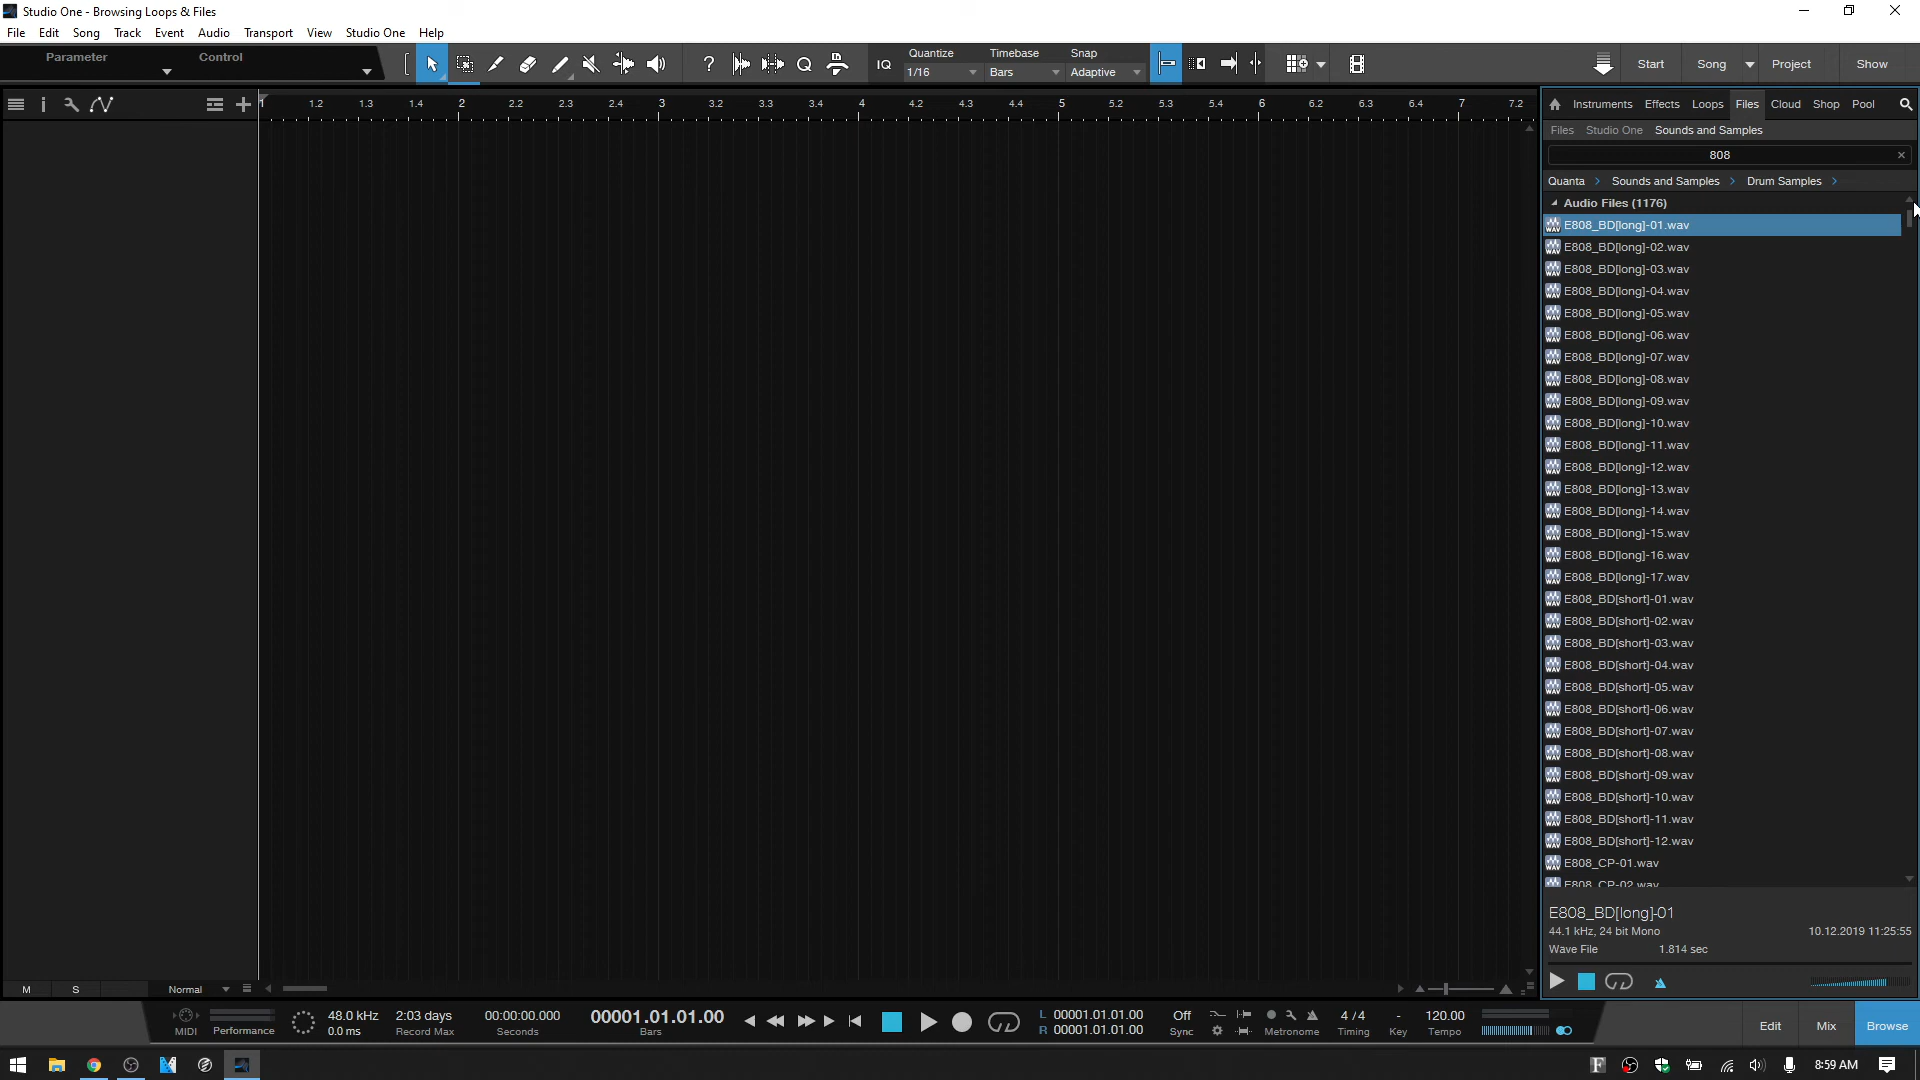 Studio One - Browsing Loops & Files
File Edit Song Track Event Audio Transport View Studio One Help
Parameter Control
? Q IQ
Quantize Timebase Snap
1/16 Bars Adaptive
Start Song Project Show
1 1.2 1.3 1.4 2 2.2 2.3 2.4 3 3.2 3.3 3.4 4 4.2 4.3 4.4 5 5.2 5.3 5.4 6 6.2 6.3 6.4 7 7.2
Instruments Effects Loops Files Cloud Shop Pool
Files Studio One Sounds and Samples
808
Quanta > Sounds and Samples > Drum Samples >
Audio Files (1176)
E808_BD[long]-01.wav
E808_BD[long]-02.wav
E808_BD[long]-03.wav
E808_BD[long]-04.wav
E808_BD[long]-05.wav
E808_BD[long]-06.wav
E808_BD[long]-07.wav
E808_BD[long]-08.wav
E808_BD[long]-09.wav
E808_BD[long]-10.wav
E808_BD[long]-11.wav
E808_BD[long]-12.wav
E808_BD[long]-13.wav
E808_BD[long]-14.wav
E808_BD[long]-15.wav
E808_BD[long]-16.wav
E808_BD[long]-17.wav
E808_BD[short]-01.wav
E808_BD[short]-02.wav
E808_BD[short]-03.wav
E808_BD[short]-04.wav
E808_BD[short]-05.wav
E808_BD[short]-06.wav
E808_BD[short]-07.wav
E808_BD[short]-08.wav
E808_BD[short]-09.wav
E808_BD[short]-10.wav
E808_BD[short]-11.wav
E808_BD[short]-12.wav
E808_CP-01.wav
E808_CP-02.wav
E808_BD[long]-01
44.1 kHz, 24 bit Mono 10.12.2019 11:25:55
Wave File 1.814 sec
M S Normal
MIDI Performance
48.0 kHz
0.0 ms
2:03 days
Record Max
00:00:00.000
Seconds
00001.01.01.00
Bars
L 00001.01.01.00
R 00001.01.01.00
Off
Sync
Metronome
4 / 4
Timing
-
Key
120.00
Tempo
Edit Mix Browse
8:59 AM